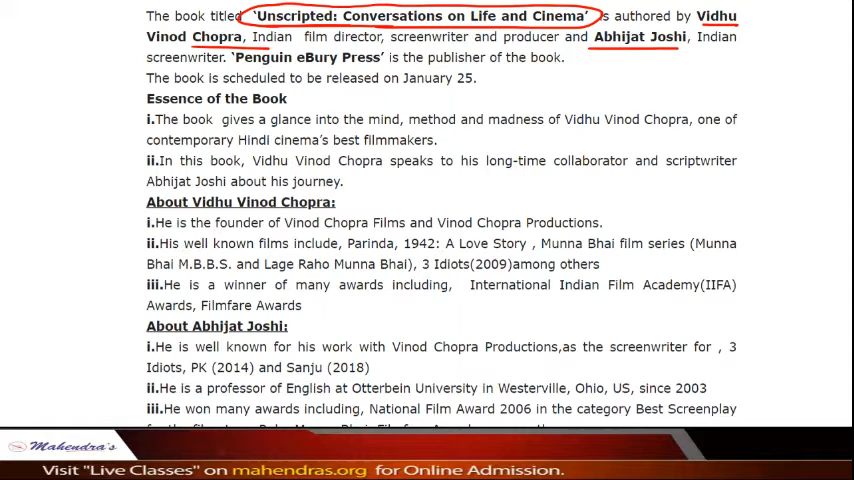 The book titled 'Unscripted: Conversations on Life and Cinema' is authored by Vidhu
Vinod Chopra, Indian film director, screenwriter and producer and Abhijat Joshi, Indian
screenwriter. 'Penguin eBury Press' is the publisher of the book.
The book is scheduled to be released on January 25.
Essence of the Book
i.The book gives a glance into the mind, method and madness of Vidhu Vinod Chopra, one of
contemporary Hindi cinema's best filmmakers.
ii.In this book, Vidhu Vinod Chopra speaks to his long-time collaborator and scriptwriter
Abhijat Joshi about his journey.
About Vidhu Vinod Chopra:
i.He is the founder of Vinod Chopra Films and Vinod Chopra Productions.
ii.His well known films include, Parinda, 1942: A Love Story , Munna Bhai film series (Munna
Bhai M.B.B.S. and Lage Raho Munna Bhai), 3 Idiots(2009)among others
iii.He is a winner of many awards including, International Indian Film Academy(IIFA)
Awards, Filmfare Awards
About Abhijat Joshi:
i.He is well known for his work with Vinod Chopra Productions,as the screenwriter for , 3
Idiots, PK (2014) and Sanju (2018)
ii.He is a professor of English at Otterbein University in Westerville, Ohio, US, since 2003
iii.He won many awards including, National Film Award 2006 in the category Best Screenplay
Mahendra's
Visit "Live Classes" on mahendras.org for Online Admission.